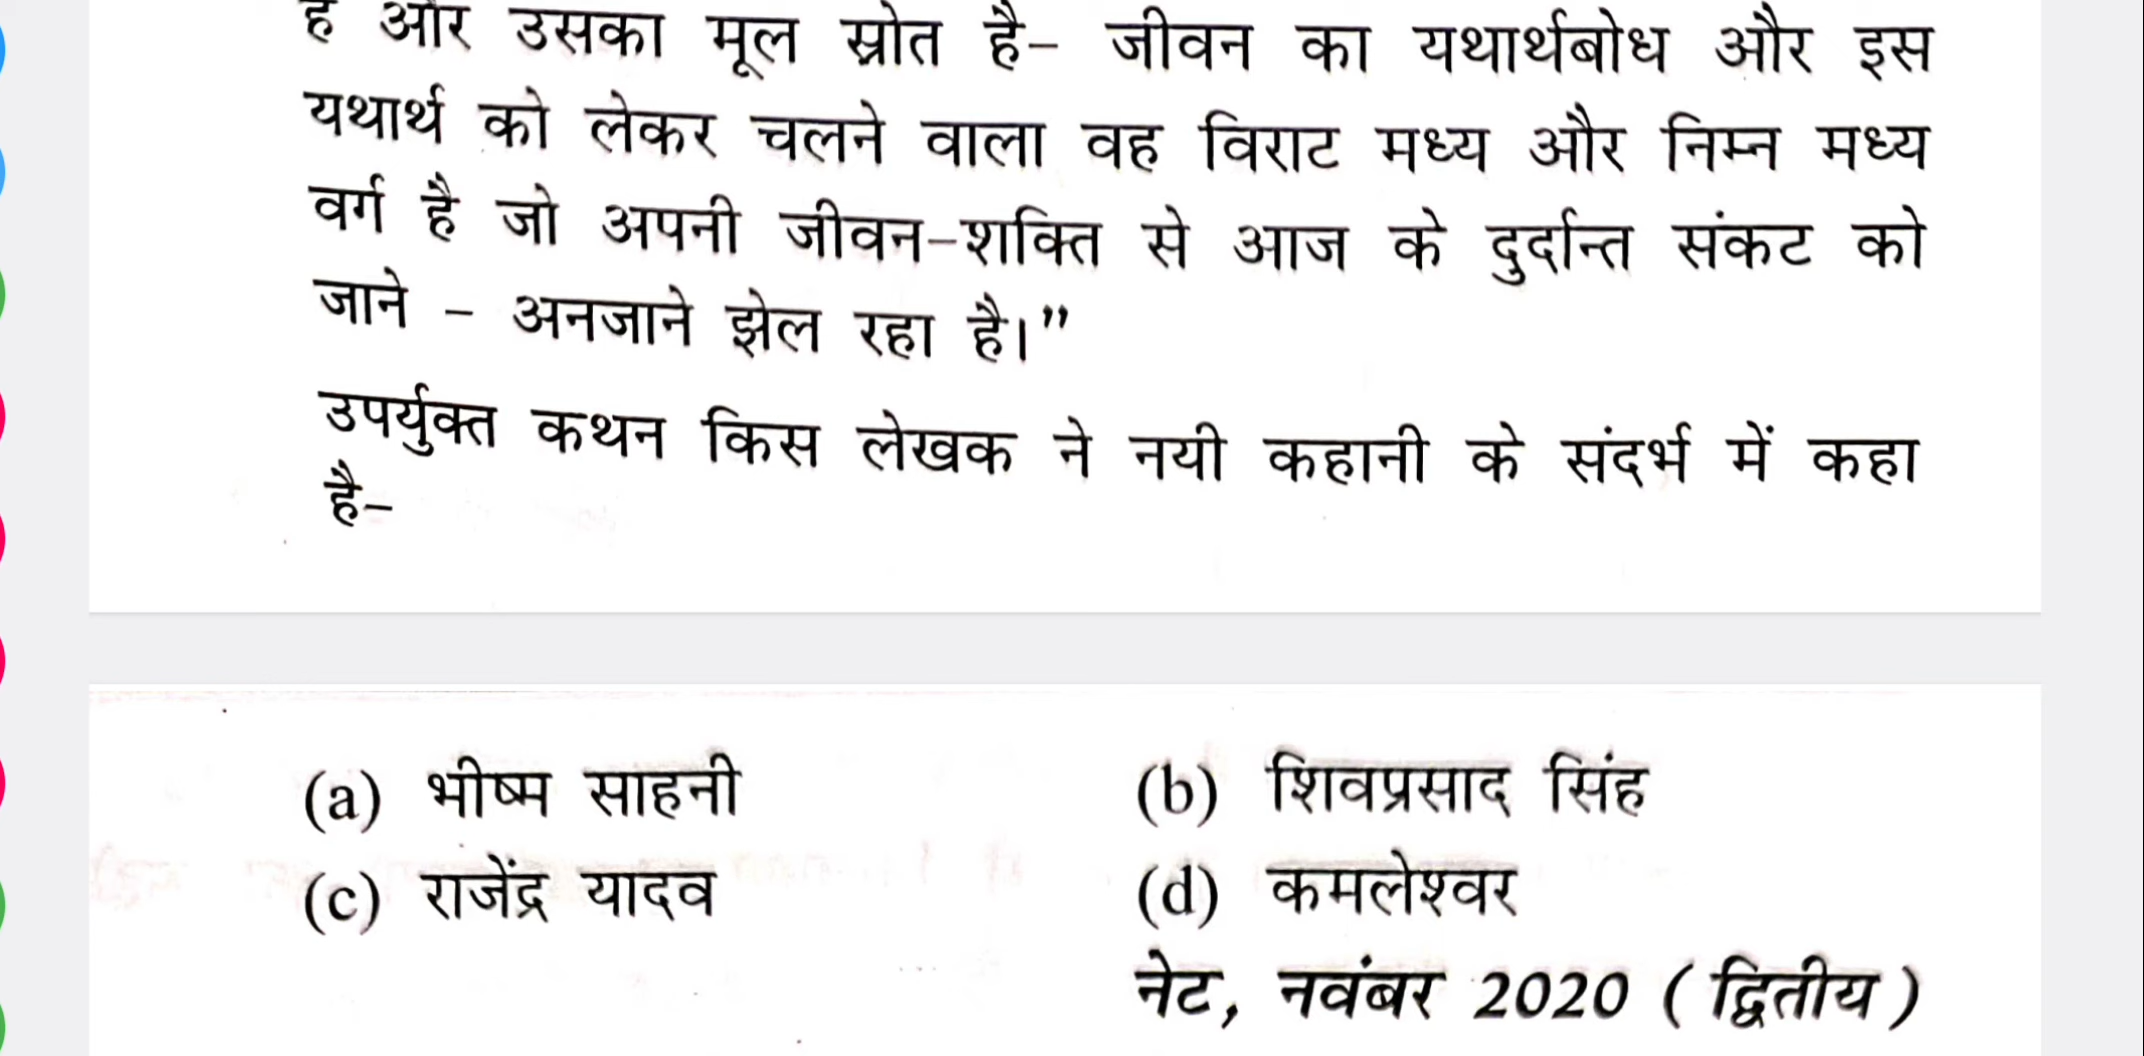 है और उसका मूल स्रोत है- जीवन का यथार्थबोध और इस
यथार्थ को लेकर चलने वाला वह विराट मध्य और निम्न मध्य
वर्ग है जो अपनी जीवन-शक्ति से आज के दुर्दान्त संकट को
जाने - अनजाने झेल रहा है।”
उपर्युक्त कथन किस लेखक ने नयी कहानी के संदर्भ में कहा
है-
(a) भीष्म साहनी (b) शिवप्रसाद सिंह
(c) राजेंद्र यादव (d) कमलेश्वर
नेट, नवंबर 2020 (द्वितीय)